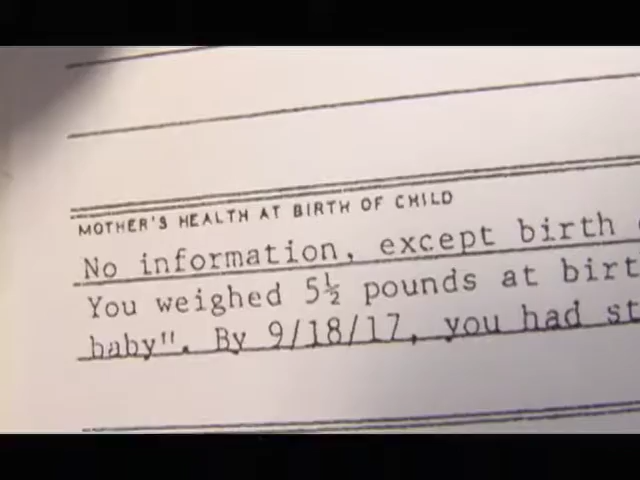 MOTHER'S HEALTH AT BIRTH OF CHILD
No information, except birth
You weighed 5½ pounds at birt
baby". By 9/18/17, you had st